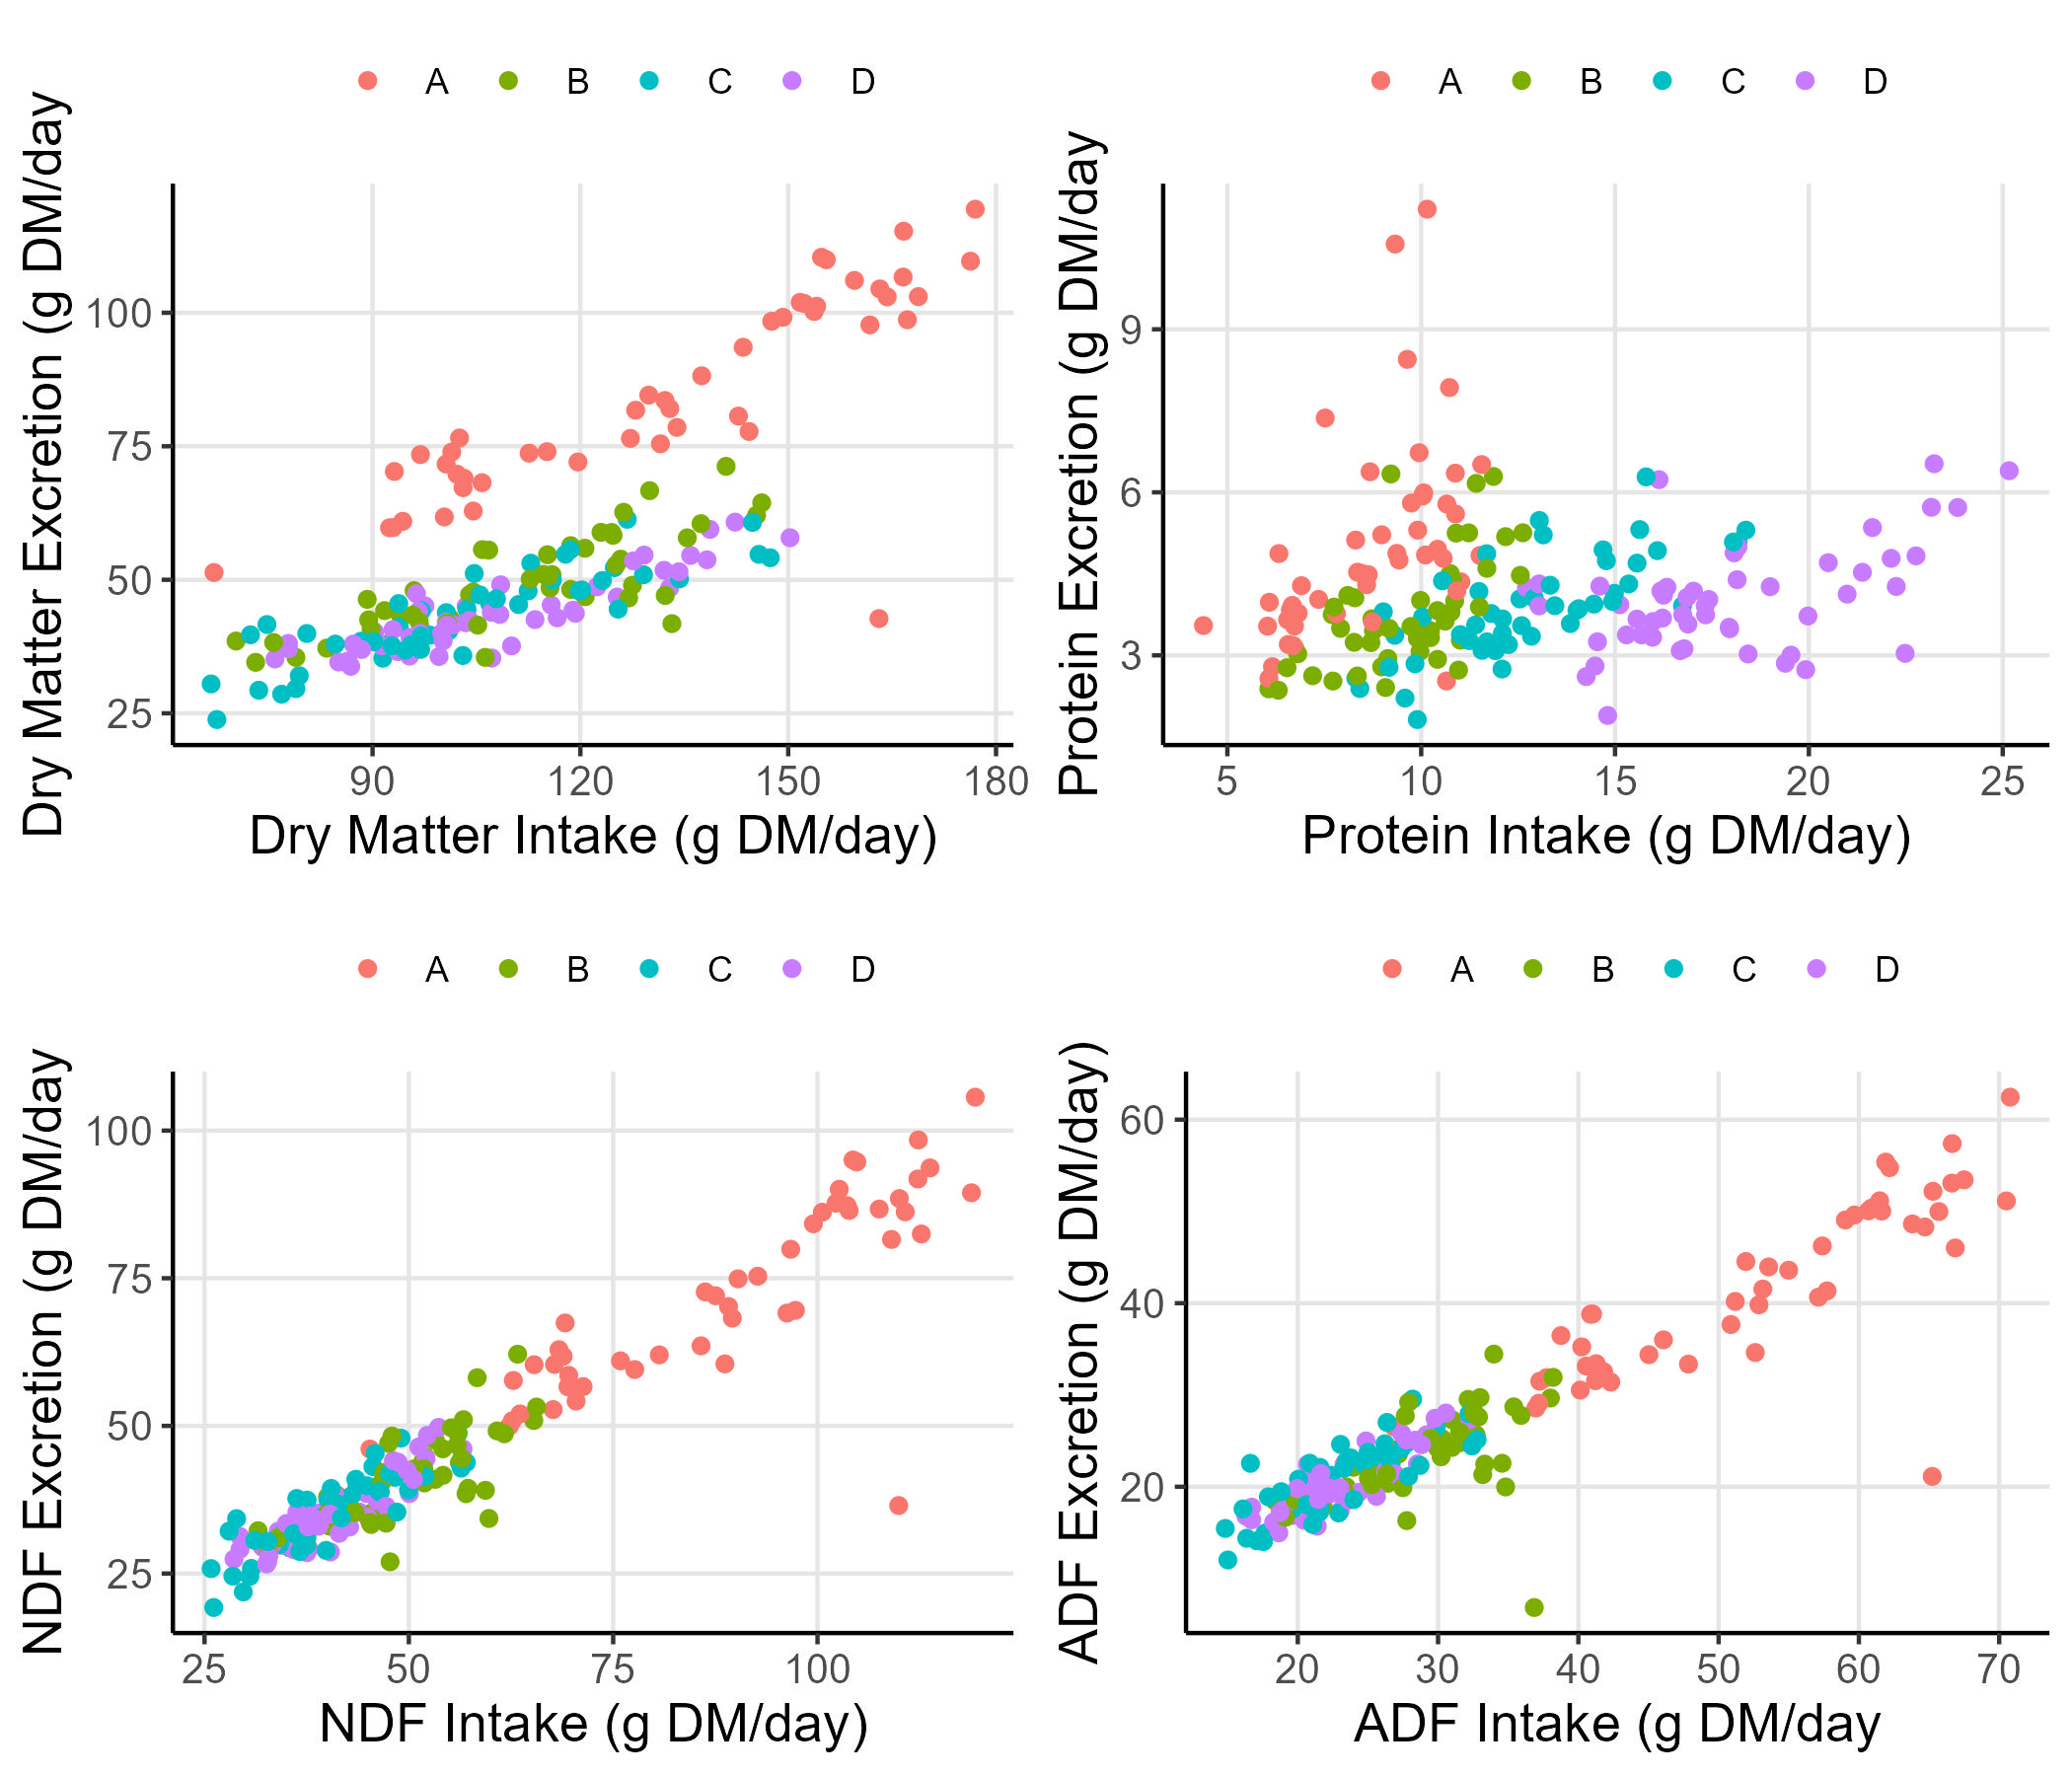 A B C D
Dry Matter Excretion (g DM/day
100
75
50
25
90 120 150 180
Dry Matter Intake (g DM/day)
A B C D
Protein Excretion (g DM/day
9
6
3
5 10 15 20 25
Protein Intake (g DM/day)
A B C D
NDF Excretion (g DM/day
100
75
50
25
25 50 75 100
NDF Intake (g DM/day)
A B C D
ADF Excretion (g DM/day)
60
40
20
20 30 40 50 60 70
ADF Intake (g DM/day